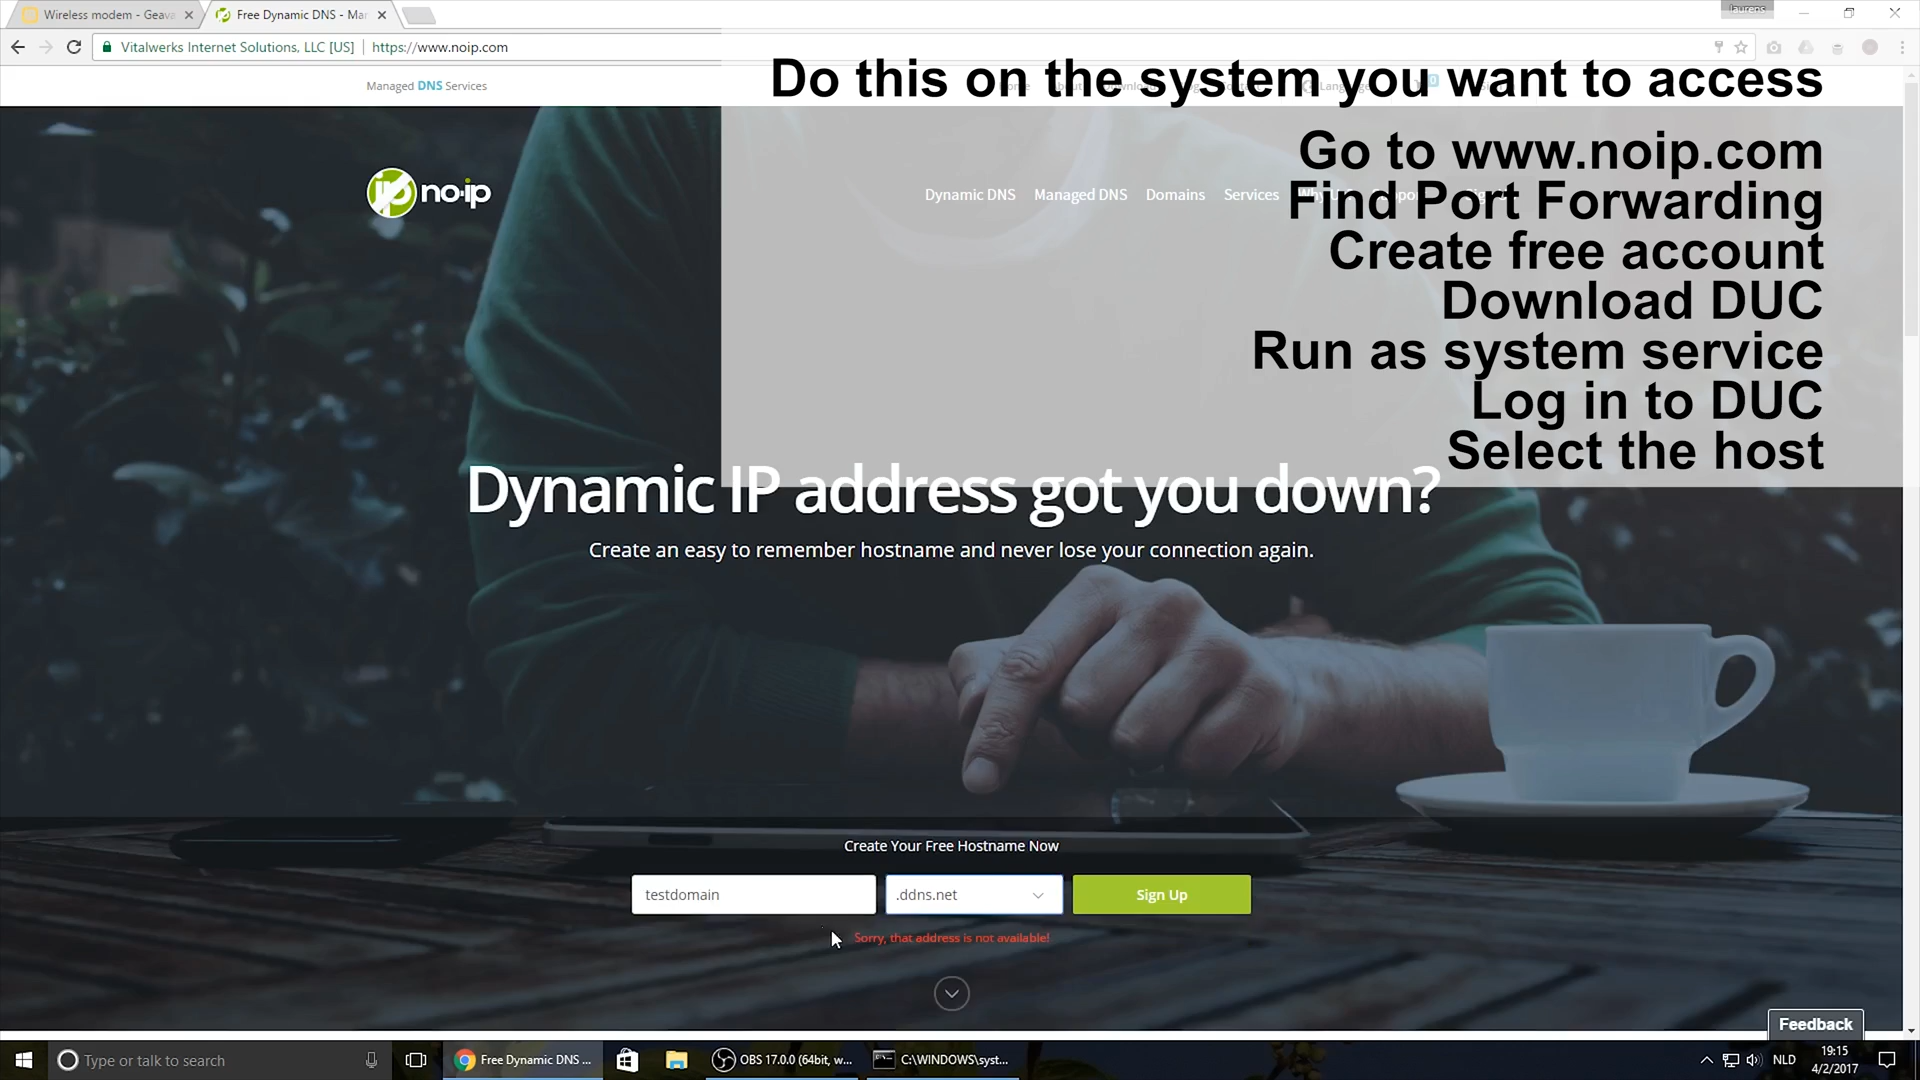 Wireless modem - Geava
Free Dynamic DNS - Mar
laurens
Vitalwerks Internet Solutions, LLC [US]
https://www.noip.com
Do this on the system you want to access
Managed DNS Services
Go to www.noip.com
no-ip
Dynamic DNS
Managed DNS
Domains
Services
Find Port Forwarding
Create free account
Download DUC
Run as system service
Log in to DUC
Select the host
Dynamic IP address got you down?
Create an easy to remember hostname and never lose your connection again.
Create Your Free Hostname Now
testdomain
.ddns.net
Sign Up
Sorry, that address is not available!
Feedback
Type or talk to search
Free Dynamic DNS ...
OBS 17.0.0 (64bit, w...
C:\WINDOWS\syst...
NLD
19:15
4/2/2017